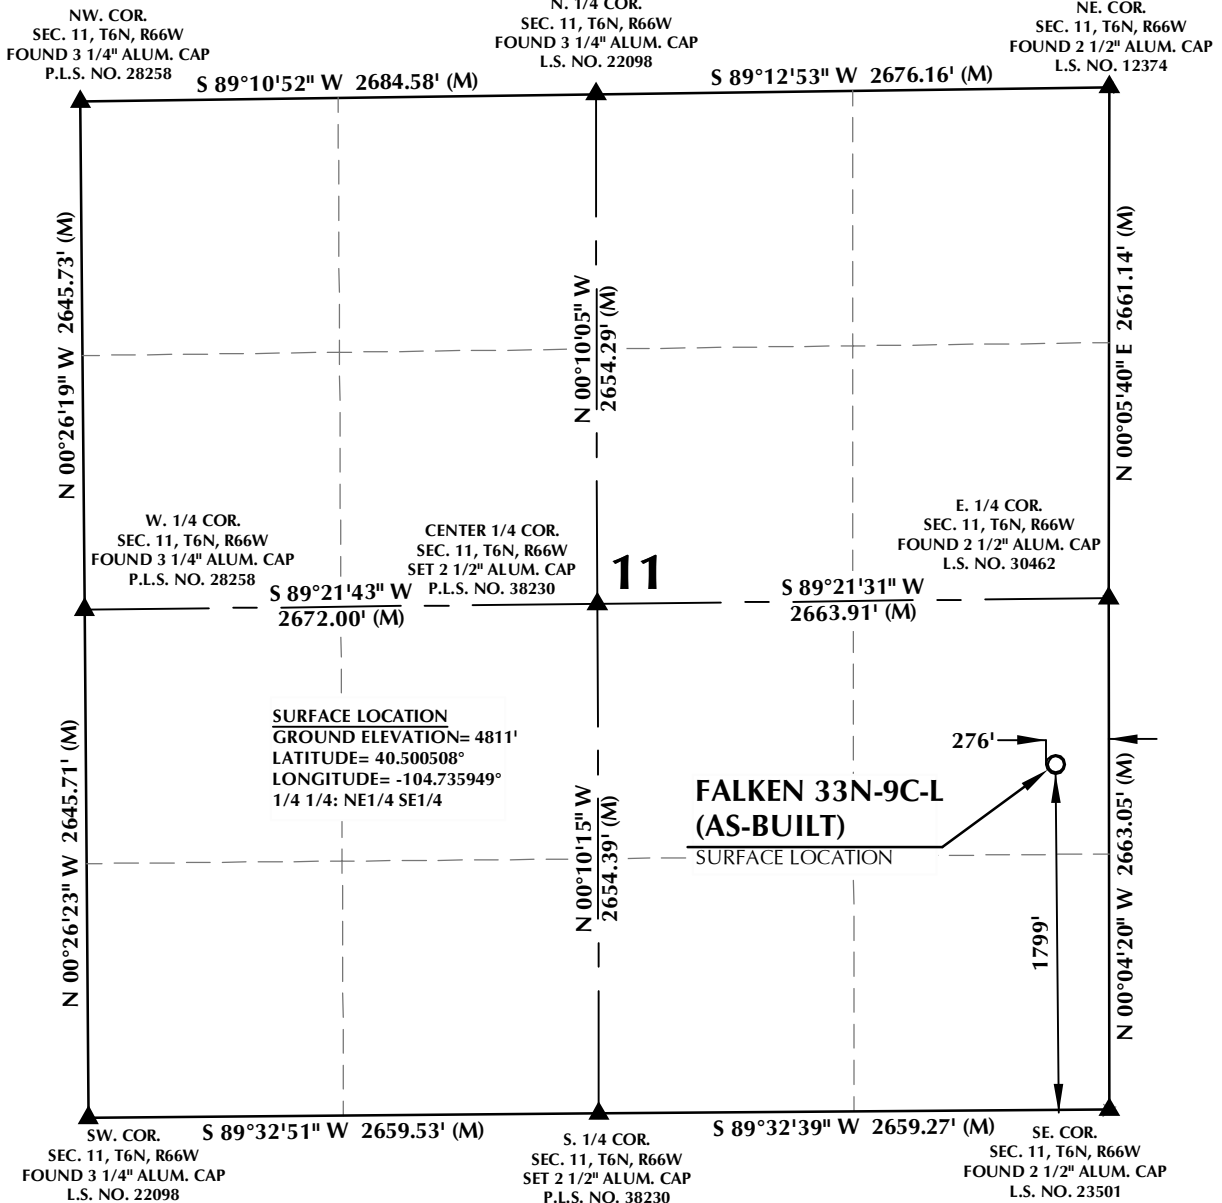 NW. COR.
SEC. 11, T6N, R66W
FOUND 3 1/4" ALUM. CAP
P.L.S. NO. 28258
N. 1/4 COR.
SEC. 11, T6N, R66W
FOUND 3 1/4" ALUM. CAP
L.S. NO. 22098
NE. COR.
SEC. 11, T6N, R66W
FOUND 2 1/2" ALUM. CAP
L.S. NO. 12374
S 89°10'52" W 2684.58' (M)
S 89°12'53" W 2676.16' (M)
N 00°26'19" W 2645.73' (M)
N 00°10'05" W
2654.29' (M)
N 00°05'40" E 2661.14' (M)
W. 1/4 COR.
SEC. 11, T6N, R66W
FOUND 3 1/4" ALUM. CAP
P.L.S. NO. 28258
CENTER 1/4 COR.
SEC. 11, T6N, R66W
SET 2 1/2" ALUM. CAP
P.L.S. NO. 38230
11
E. 1/4 COR.
SEC. 11, T6N, R66W
FOUND 2 1/2" ALUM. CAP
L.S. NO. 30462
S 89°21'43" W
2672.00' (M)
S 89°21'31" W
2663.91' (M)
SURFACE LOCATION
GROUND ELEVATION= 4811'
LATITUDE= 40.500508°
LONGITUDE= -104.735949°
1/4 1/4: NE1/4 SE1/4
276'
FALKEN 33N-9C-L
(AS-BUILT)
SURFACE LOCATION
N 00°26'23" W 2645.71' (M)
N 00°10'15" W
2654.39' (M)
1799'
N 00°04'20" W 2663.05' (M)
S 89°32'51" W 2659.53' (M)
S 89°32'39" W 2659.27' (M)
SW. COR.
SEC. 11, T6N, R66W
FOUND 3 1/4" ALUM. CAP
L.S. NO. 22098
S. 1/4 COR.
SEC. 11, T6N, R66W
SET 2 1/2" ALUM. CAP
P.L.S. NO. 38230
SE. COR.
SEC. 11, T6N, R66W
FOUND 2 1/2" ALUM. CAP
L.S. NO. 23501